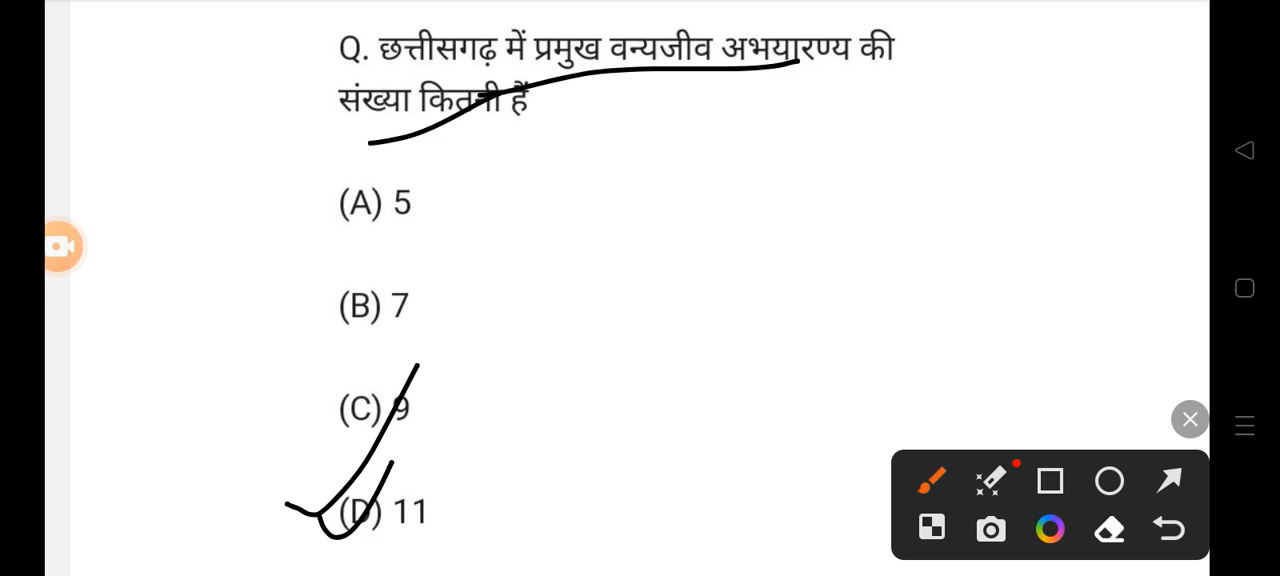 Q. छत्तीसगढ़ में प्रमुख वन्यजीव अभयारण्य की
संख्या कितनी हैं
(A) 5
(B) 7
(C) 9
(D) 11